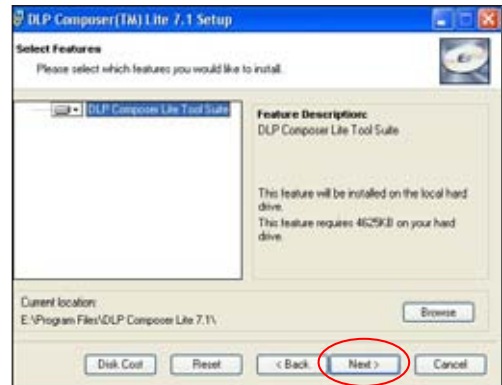 DLP Composer(TM) Lite 7.1 Setup
Select Features
Please select which features you would like to install.
DLP Composer Lite Tool Suite
Feature Description:
DLP Composer Lite Tool Suite
This feature will be installed on the local hard
drive.
This feature requires 4625KB on your hard
drive.
Current location:
E:\Program Files\DLP Composer Lite 7.1\
Browse
Disk Cost
Reset
< Back
Next >
Cancel